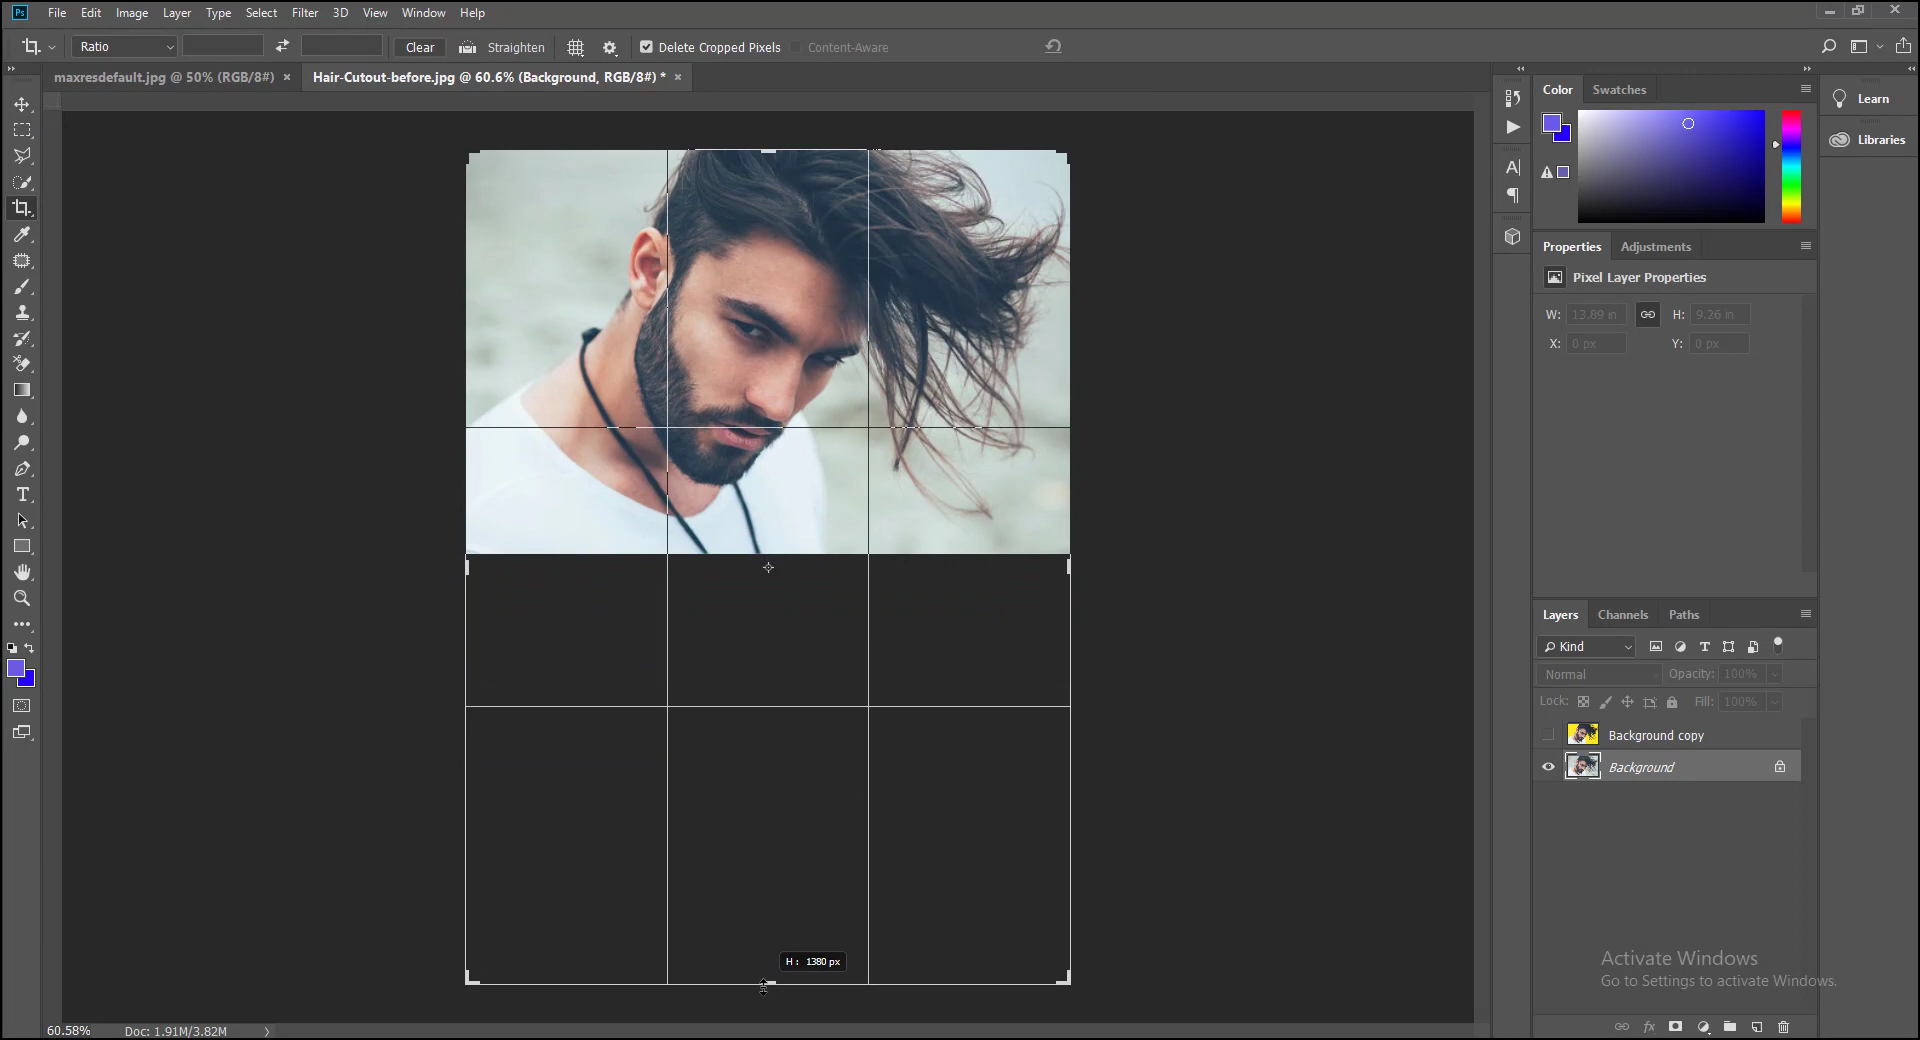 Ps File Edit Image Layer Type Select Filter 3D View Window Help
Ratio Clear Straighten Delete Cropped Pixels Content-Aware
maxresdefault.jpg @ 50% (RGB/8#) × Hair-Cutout-before.jpg @ 60.6% (Background, RGB/8#) * ×
Color Swatches
Learn
Libraries
Properties Adjustments
Pixel Layer Properties
W: 13.89 in H: 9.26 in
X: 0 px Y: 0 px
Layers Channels Paths
Kind
Normal Opacity: 100%
Lock: Fill: 100%
Background copy
Background
H : 1380 px
Activate Windows
Go to Settings to activate Windows.
60.58% Doc: 1.91M/3.82M
fx